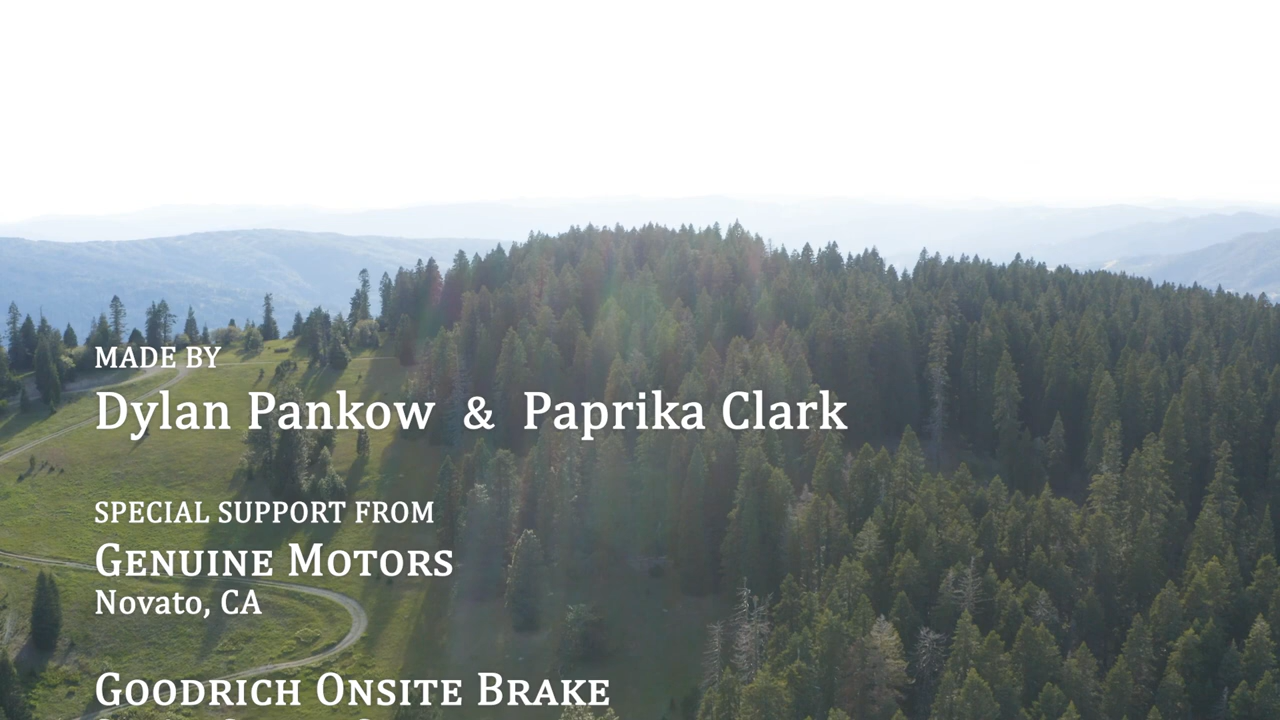 MADE BY
Dylan Pankow & Paprika Clark
SPECIAL SUPPORT FROM
GENUINE MOTORS
Novato, CA
GOODRICH ONSITE BRAKE